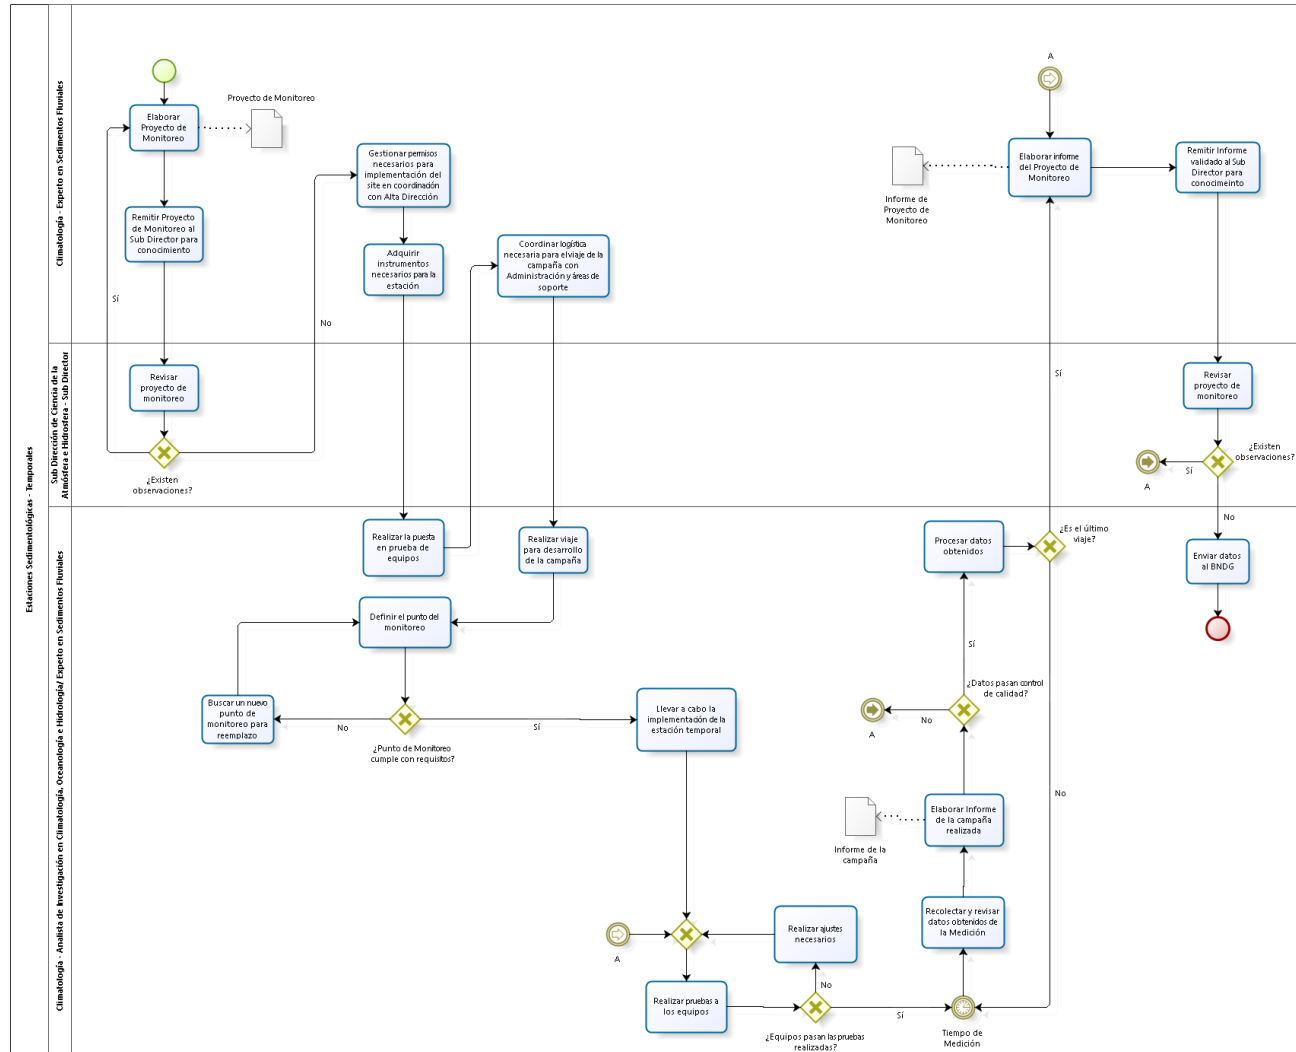 Estaciones Sedimentológicas - Temporales
Climatología - Experto en Sedimentos Fluviales
Proyecto de Monitoreo
Elaborar
Proyecto de
Monitoreo
Remitir Proyecto
de Monitoreo al
Sub Director para
conocimiento
Sí
No
Gestionar permisos
necesarios para
implementación del
site en coordinación
con Alta Dirección
Adquirir
instrumentos
necesarios para la
estación
Coordinar logística
necesaria para el viaje de
la campaña con
Administración y áreas de
soporte
A
Elaborar informe
del Proyecto de
Monitoreo
Informe de
Proyecto de
Monitoreo
Remitir Informe
validado al Sub
Director para
conocimeinto
Sub Dirección de Ciencia de la
Atmósfera e Hidrosfera - Sub Director
Revisar
proyecto de
monitoreo
¿Existen
observaciones?
Sí
Revisar
proyecto de
monitoreo
¿Existen
observaciones?
Sí
A
No
Climatología - Analista de Investigación en Climatología, Oceanología e Hidrología/ Experto en Sedimentos Fluviales
Realizar la puesta
en prueba de
equipos
Realizar viaje
para desarrollo
de la campaña
Definir el punto del
monitoreo
Buscar un nuevo
punto de
monitoreo para
reemplazo
No
Sí
¿Punto de Monitoreo
cumple con requisitos?
Llevar a cabo la
implementación de la
estación temporal
A
Realizar ajustes
necesarios
Realizar pruebas a
los equipos
No
Sí
¿Equipos pasan las pruebas
realizadas?
Tiempo de
Medición
Recolectar y revisar
datos obtenidos de
la Medición
Elaborar Informe
de la campaña
realizada
Informe de la
campaña
¿Datos pasan control
de calidad?
No
A
Sí
Procesar datos
obtenidos
¿Es el último
viaje?
No
Enviar datos
al BNDG